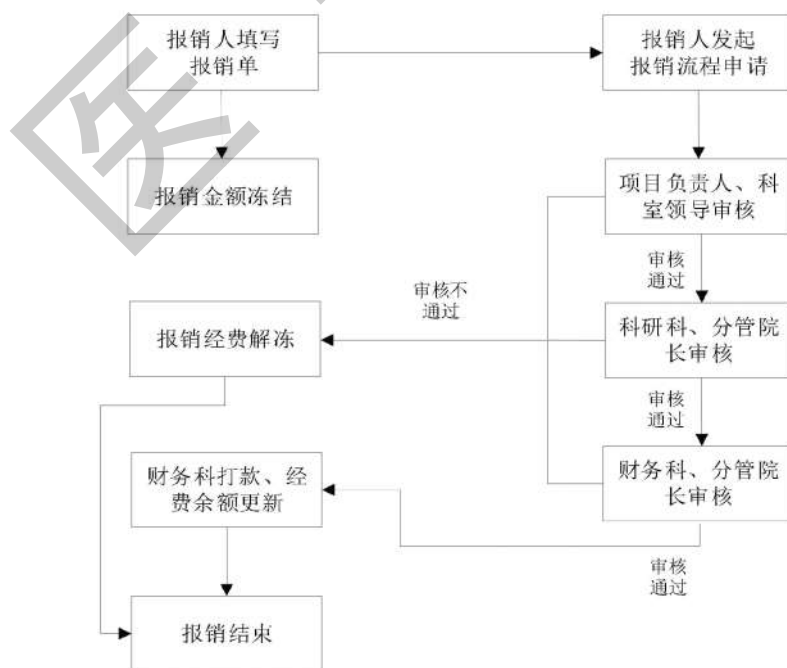 报销人填写
报销单
报销人发起
报销流程申请
报销金额冻结
项目负责人、科
室领导审核
审核
通过
审核不
通过
报销经费解冻
科研科、分管院
长审核
审核
通过
财务科打款、经
费余额更新
财务科、分管院
长审核
审核
通过
报销结束
医